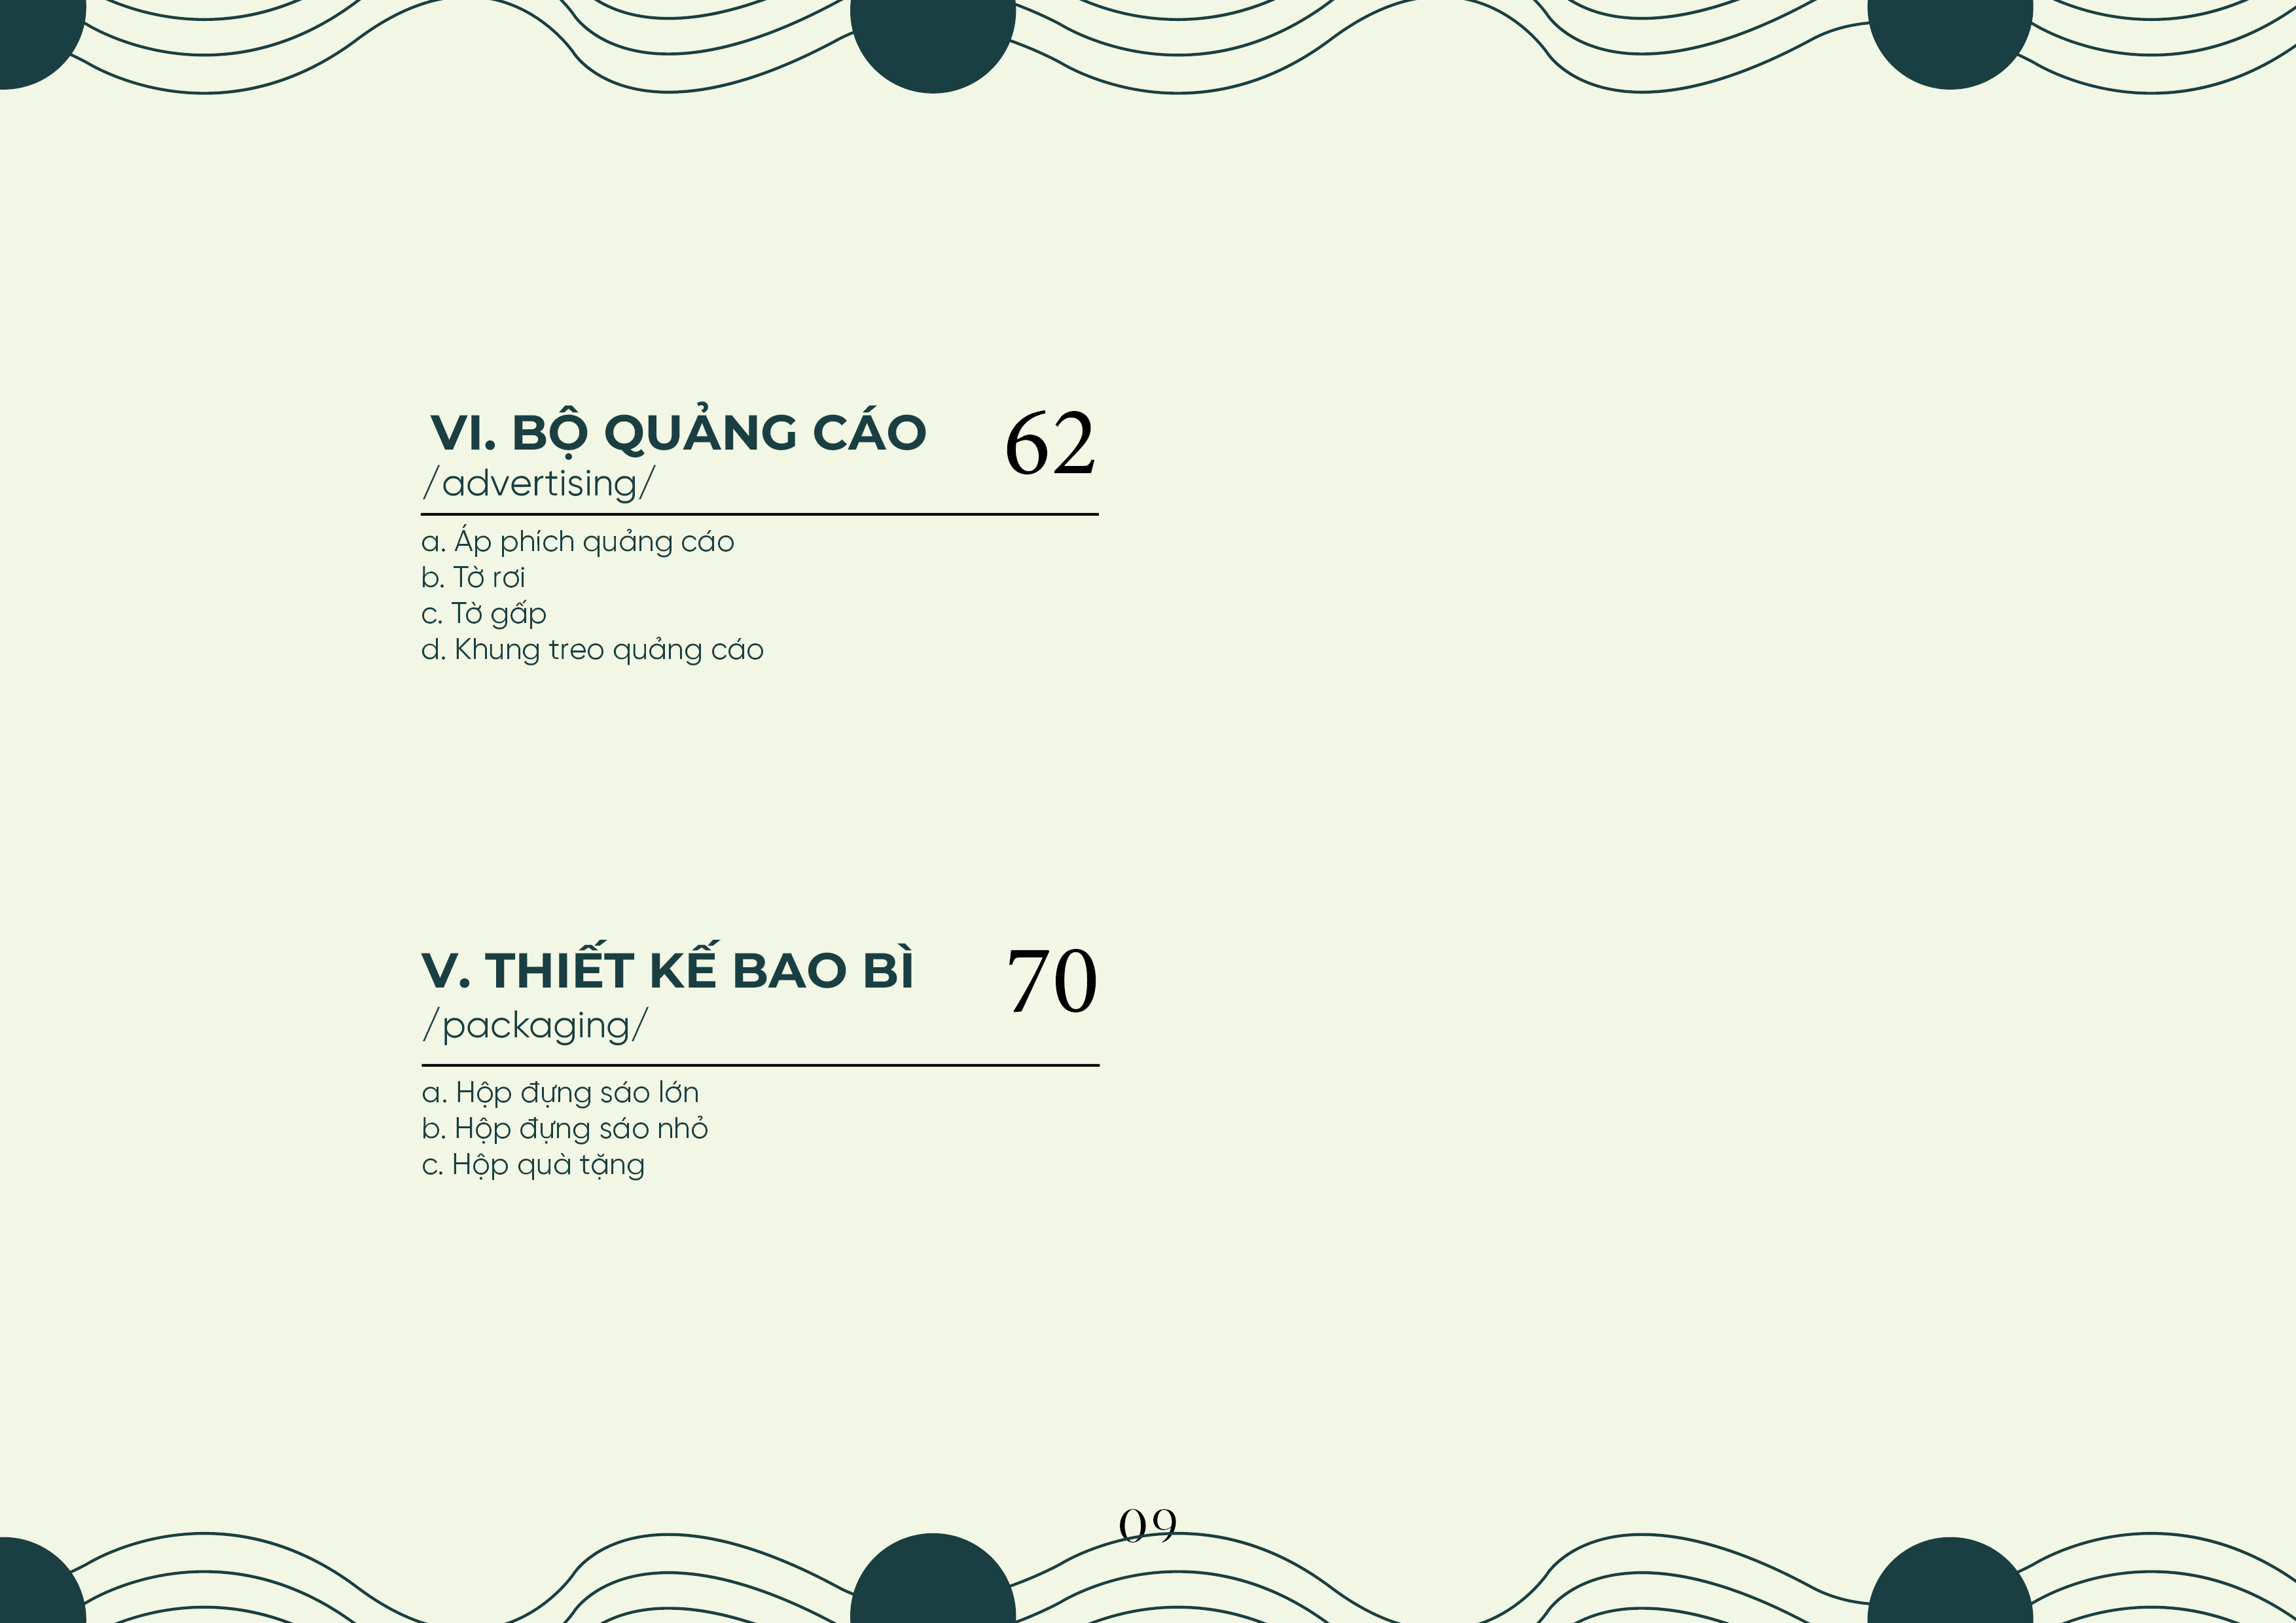 VI. BỘ QUẢNG CÁO 62
/advertising/
a. Áp phích quảng cáo
b. Tờ rơi
c. Tờ gấp
d. Khung treo quảng cáo
V. THIẾT KẾ BAO BÌ 70
/packaging/
a. Hộp đựng sáo lớn
b. Hộp đựng sáo nhỏ
c. Hộp quà tặng
09